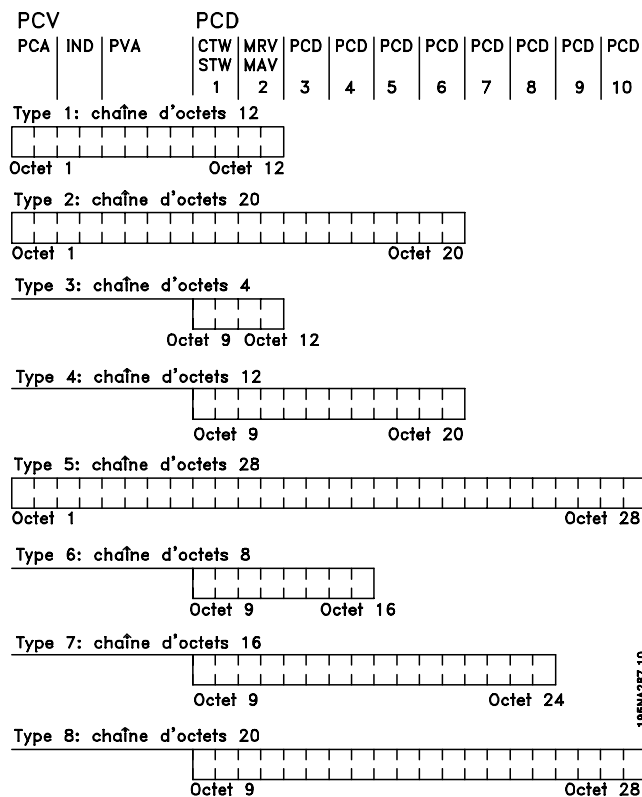 PCV PCD
PCA IND PVA CTW MRV PCD PCD PCD PCD PCD PCD PCD PCD
STW MAV
1 2 3 4 5 6 7 8 9 10
Type 1: chaîne d'octets 12
Octet 1 Octet 12
Type 2: chaîne d'octets 20
Octet 1 Octet 20
Type 3: chaîne d'octets 4
Octet 9 Octet 12
Type 4: chaîne d'octets 12
Octet 9 Octet 20
Type 5: chaîne d'octets 28
Octet 1 Octet 28
Type 6: chaîne d'octets 8
Octet 9 Octet 16
Type 7: chaîne d'octets 16
Octet 9 Octet 24
Type 8: chaîne d'octets 20
Octet 9 Octet 28